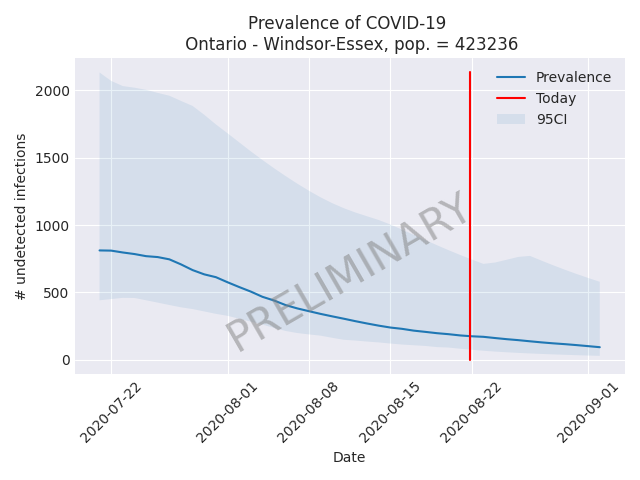 Prevalence of COVID-19
Ontario - Windsor-Essex, pop. = 423236
Prevalence
Today
95CI
2000
1500
1000
500
0
# undetected infections
PRELIMINARY
2020-07-22
2020-08-01
2020-08-08
2020-08-15
2020-08-22
2020-09-01
Date